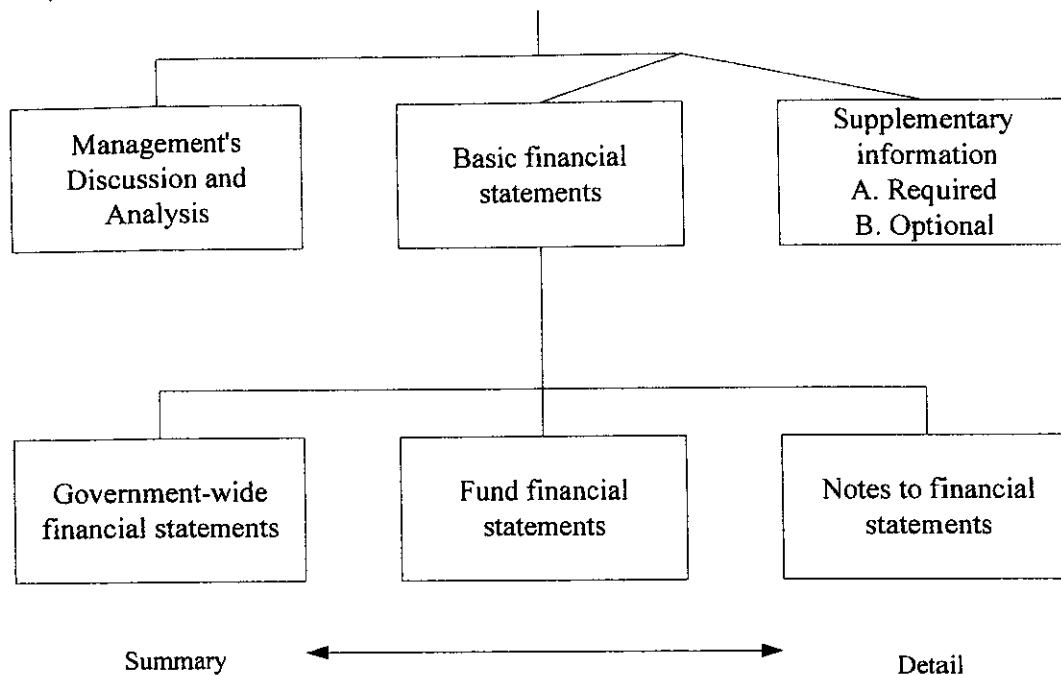 Management's
Discussion and
Analysis
Basic financial
statements
Supplementary
information
A. Required
B. Optional
Government-wide
financial statements
Fund financial
statements
Notes to financial
statements
Summary
Detail